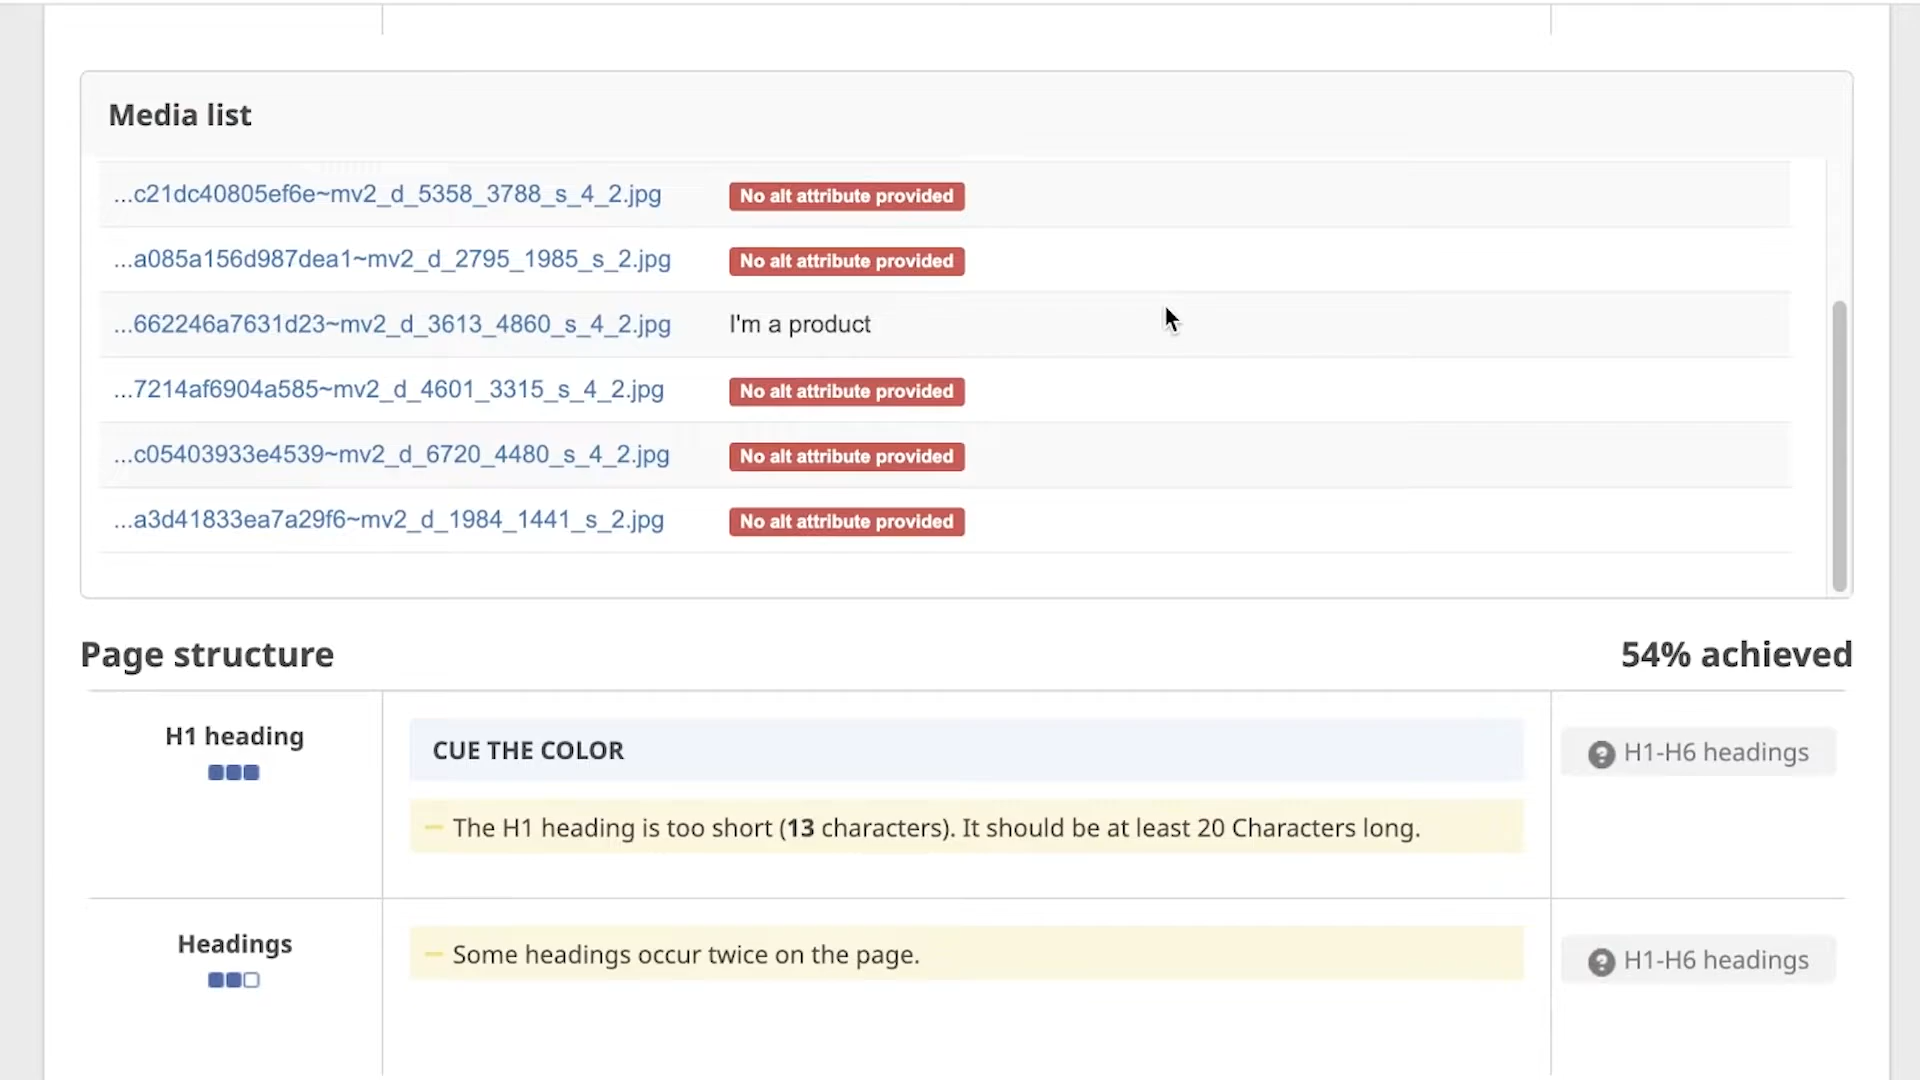 Media list
...c21dc40805ef6e~mv2_d_5358_3788_s_4_2.jpg No alt attribute provided
...a085a156d987dea1~mv2_d_2795_1985_s_2.jpg No alt attribute provided
...662246a7631d23~mv2_d_3613_4860_s_4_2.jpg I'm a product
...7214af6904a585~mv2_d_4601_3315_s_4_2.jpg No alt attribute provided
...c05403933e4539~mv2_d_6720_4480_s_4_2.jpg No alt attribute provided
...a3d41833ea7a29f6~mv2_d_1984_1441_s_2.jpg No alt attribute provided
Page structure 54% achieved
H1 heading CUE THE COLOR H1-H6 headings
The H1 heading is too short (13 characters). It should be at least 20 Characters long.
Headings Some headings occur twice on the page. H1-H6 headings